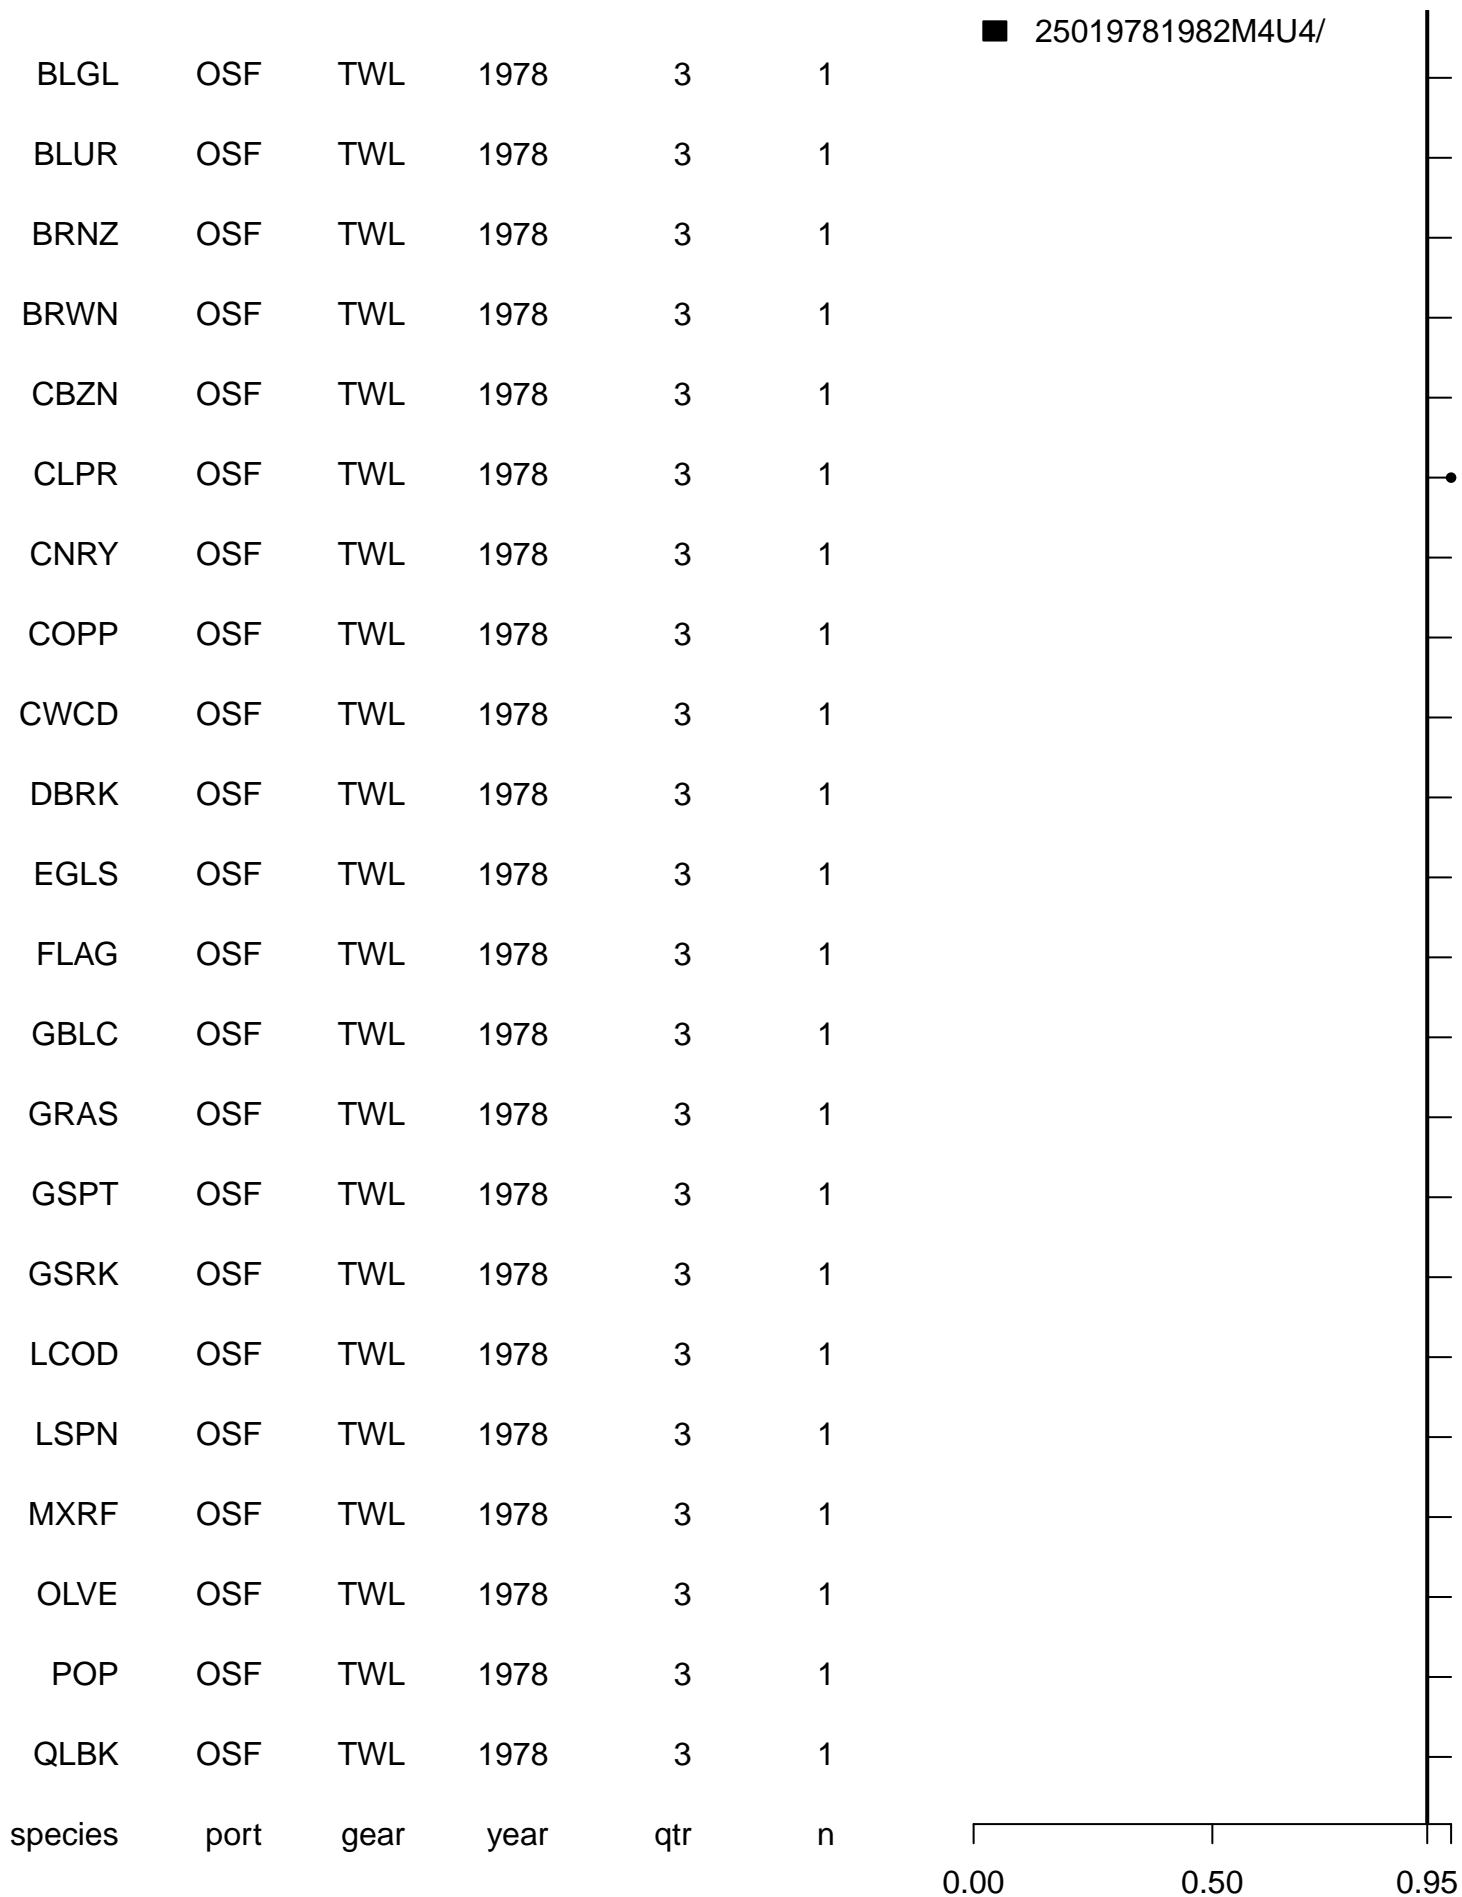 25019781982M4U4/
BLGL OSF TWL 1978 3 1
BLUR OSF TWL 1978 3 1
BRNZ OSF TWL 1978 3 1
BRWN OSF TWL 1978 3 1
CBZN OSF TWL 1978 3 1
CLPR OSF TWL 1978 3 1
CNRY OSF TWL 1978 3 1
COPP OSF TWL 1978 3 1
CWCD OSF TWL 1978 3 1
DBRK OSF TWL 1978 3 1
EGLS OSF TWL 1978 3 1
FLAG OSF TWL 1978 3 1
GBLC OSF TWL 1978 3 1
GRAS OSF TWL 1978 3 1
GSPT OSF TWL 1978 3 1
GSRK OSF TWL 1978 3 1
LCOD OSF TWL 1978 3 1
LSPN OSF TWL 1978 3 1
MXRF OSF TWL 1978 3 1
OLVE OSF TWL 1978 3 1
POP OSF TWL 1978 3 1
QLBK OSF TWL 1978 3 1
species port gear year qtr n
0.00 0.50 0.95